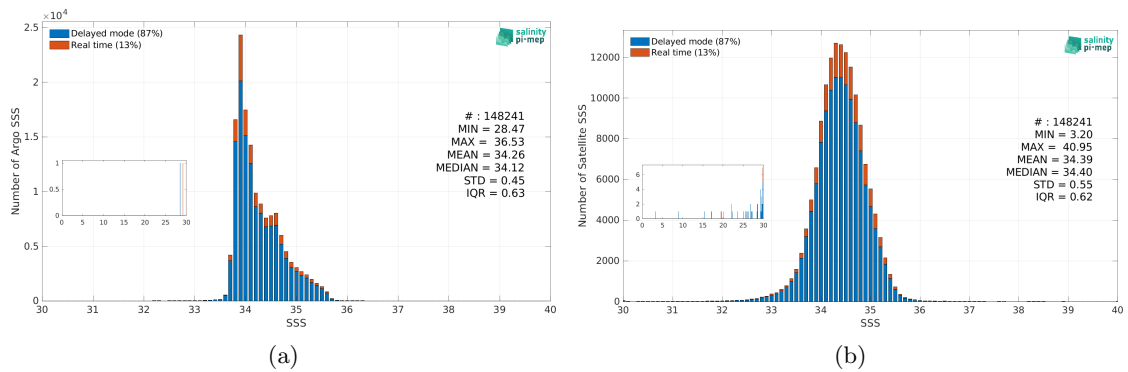 ×10⁴
Delayed mode (87%)
Real time (13%)
salinity
pi-mep
# : 148241
MIN = 28.47
MAX = 36.53
MEAN = 34.26
MEDIAN = 34.12
STD = 0.45
IQR = 0.63
Number of Argo SSS
2.5
2
1.5
1
0.5
0
1
0.5
0
0 5 10 15 20 25 30
30 31 32 33 34 35 36 37 38 39 40
SSS
(a)
Delayed mode (87%)
Real time (13%)
salinity
pi-mep
# : 148241
MIN = 3.20
MAX = 40.95
MEAN = 34.39
MEDIAN = 34.40
STD = 0.55
IQR = 0.62
Number of Satellite SSS
12000
10000
8000
6000
4000
2000
0
6
4
2
0
0 5 10 15 20 25 30
30 31 32 33 34 35 36 37 38 39 40
SSS
(b)